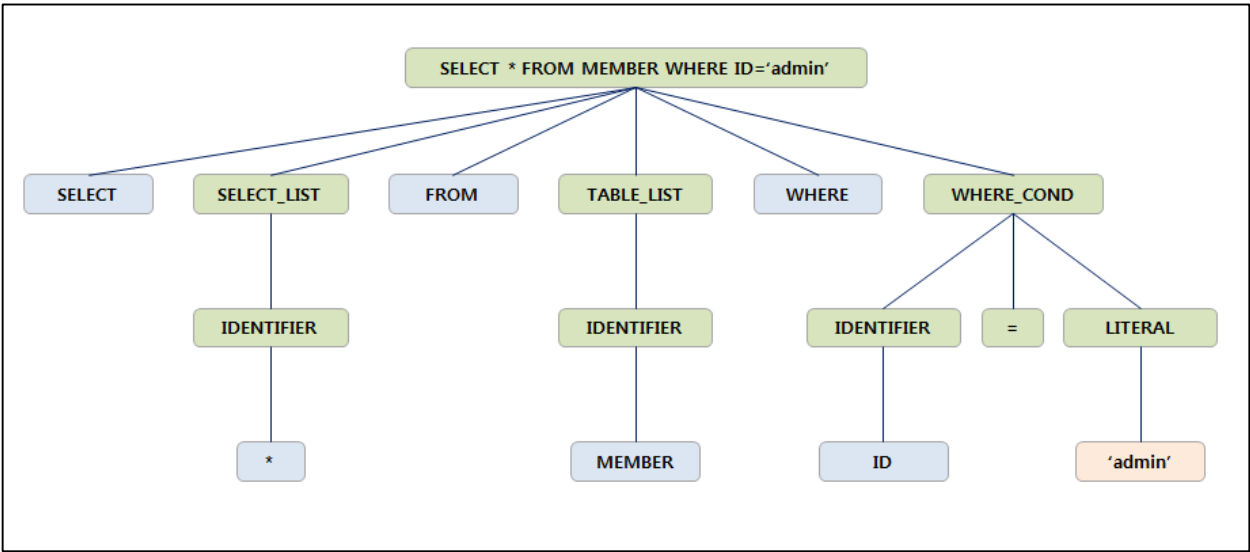 SELECT * FROM MEMBER WHERE ID=‘admin’
SELECT
SELECT_LIST
FROM
TABLE_LIST
WHERE
WHERE_COND
IDENTIFIER
IDENTIFIER
IDENTIFIER
=
LITERAL
*
MEMBER
ID
‘admin’